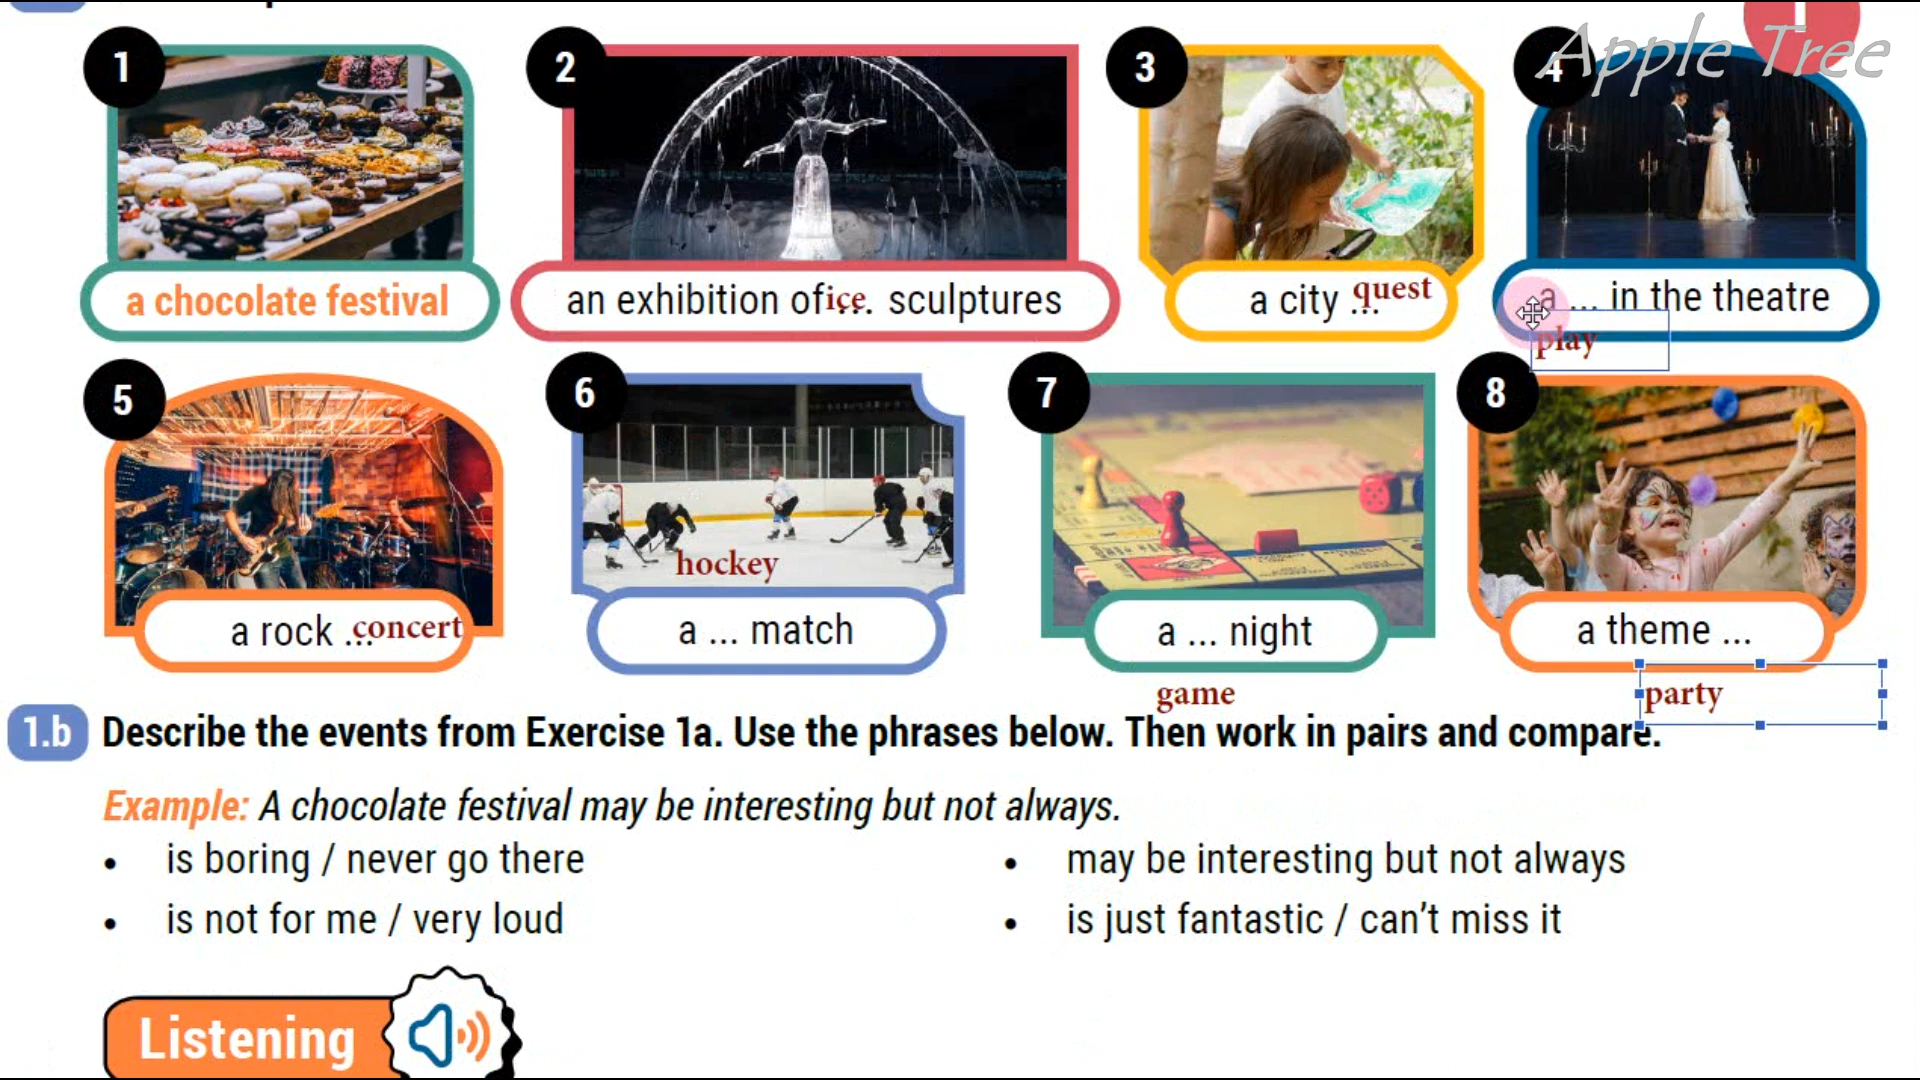 1
2
3
4
Apple Tree
a chocolate festival
an exhibition of ice... sculptures
a city ... quest
a ... in the theatre
play
5
6
7
8
hockey
a rock ... concert
a ... match
a ... night
a theme ...
game
party
1.b Describe the events from Exercise 1a. Use the phrases below. Then work in pairs and compare.
Example: A chocolate festival may be interesting but not always.
• is boring / never go there
• may be interesting but not always
• is not for me / very loud
• is just fantastic / can't miss it
Listening